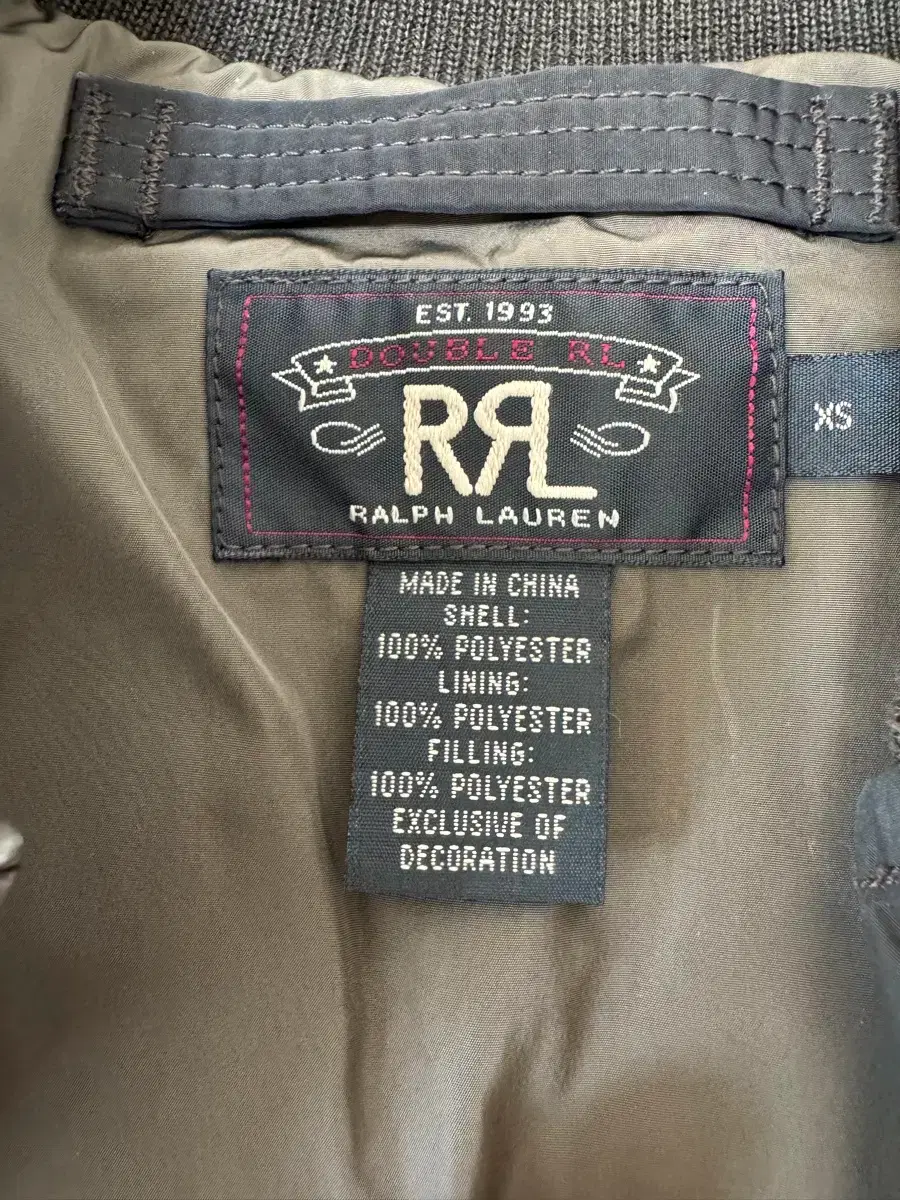 EST. 1993
DOUBLE RL
RRL
RALPH LAUREN
XS
MADE IN CHINA
SHELL:
100% POLYESTER
LINING:
100% POLYESTER
FILLING:
100% POLYESTER
EXCLUSIVE OF
DECORATION